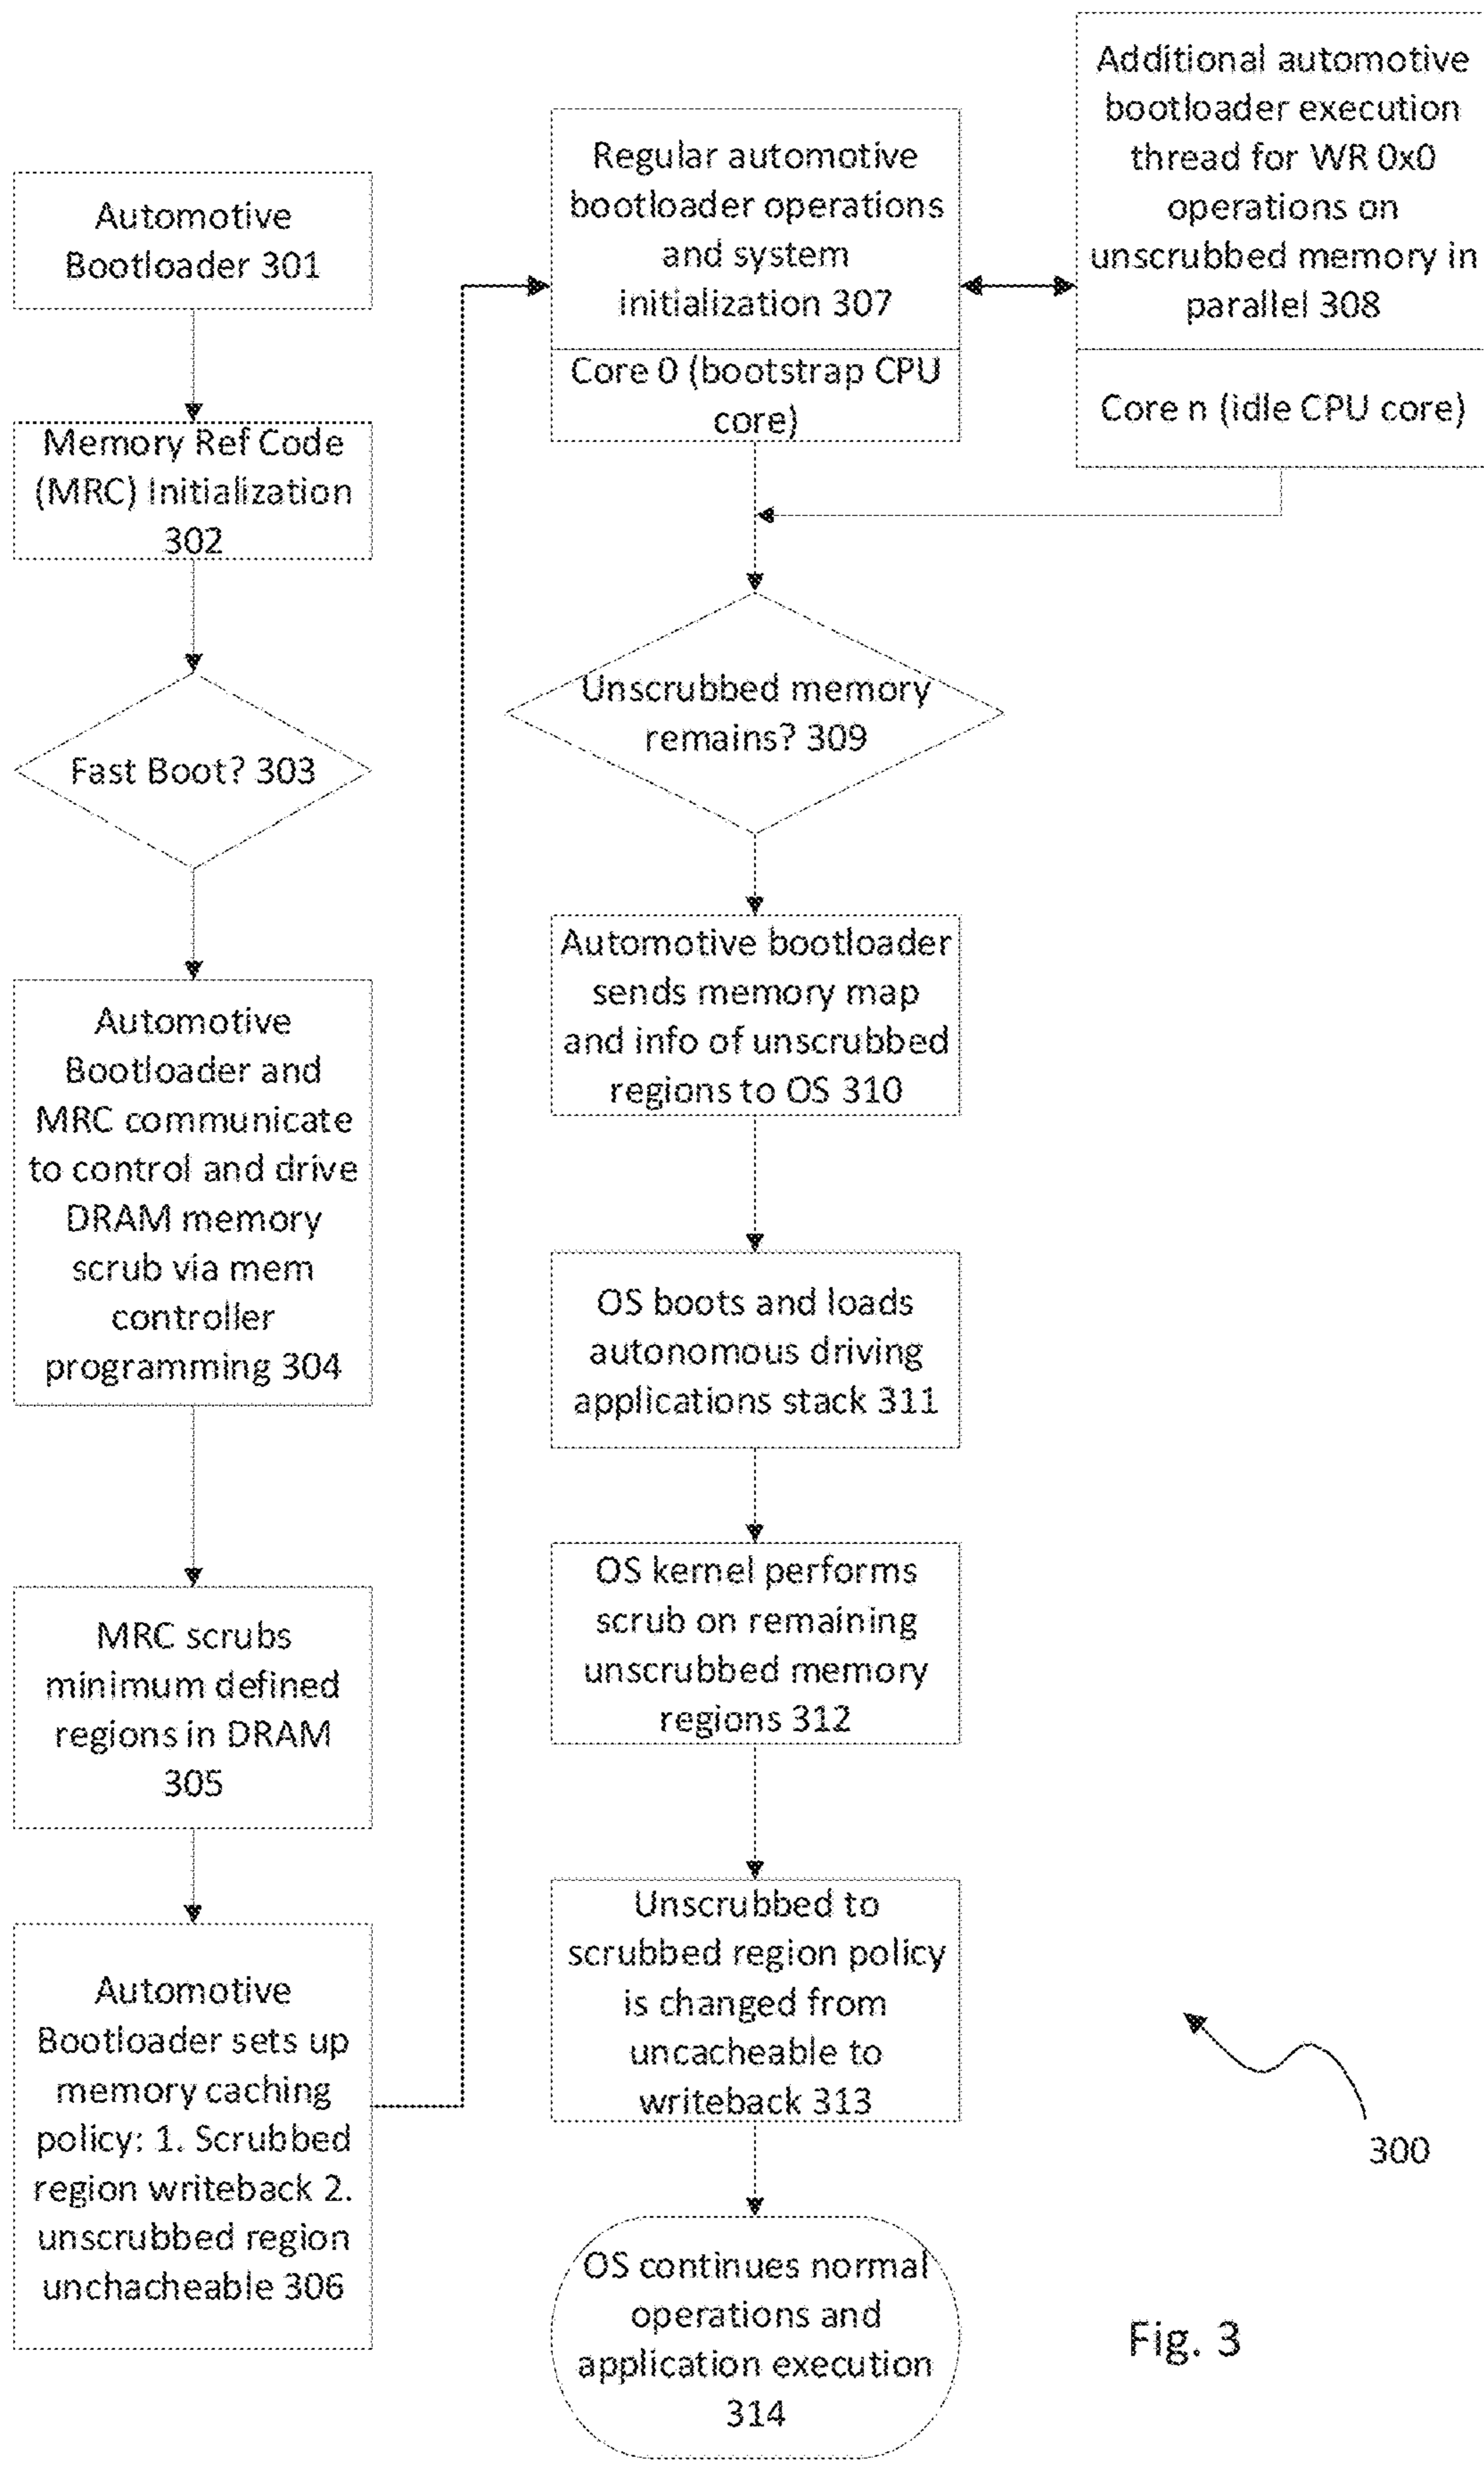 Automotive
Bootloader 301
Memory Ref Code
(MRC) Initialization
302
Fast Boot? 303
Automotive
Bootloader and
MRC communicate
to control and drive
DRAM memory
scrub via mem
controller
programming 304
MRC scrubs
minimum defined
regions in DRAM
305
Automotive
Bootloader sets up
memory caching
policy: 1. Scrubbed
region writeback 2.
unscrubbed region
unchacheable 306
Regular automotive
bootloader operations
and system
initialization 307
Core 0 (bootstrap CPU
core)
Additional automotive
bootloader execution
thread for WR 0x0
operations on
unscrubbed memory in
parallel 308
Core n (idle CPU core)
Unscrubbed memory
remains? 309
Automotive bootloader
sends memory map
and info of unscrubbed
regions to OS 310
OS boots and loads
autonomous driving
applications stack 311
OS kernel performs
scrub on remaining
unscrubbed memory
regions 312
Unscrubbed to
scrubbed region policy
is changed from
uncacheable to
writeback 313
OS continues normal
operations and
application execution
314
300
Fig. 3